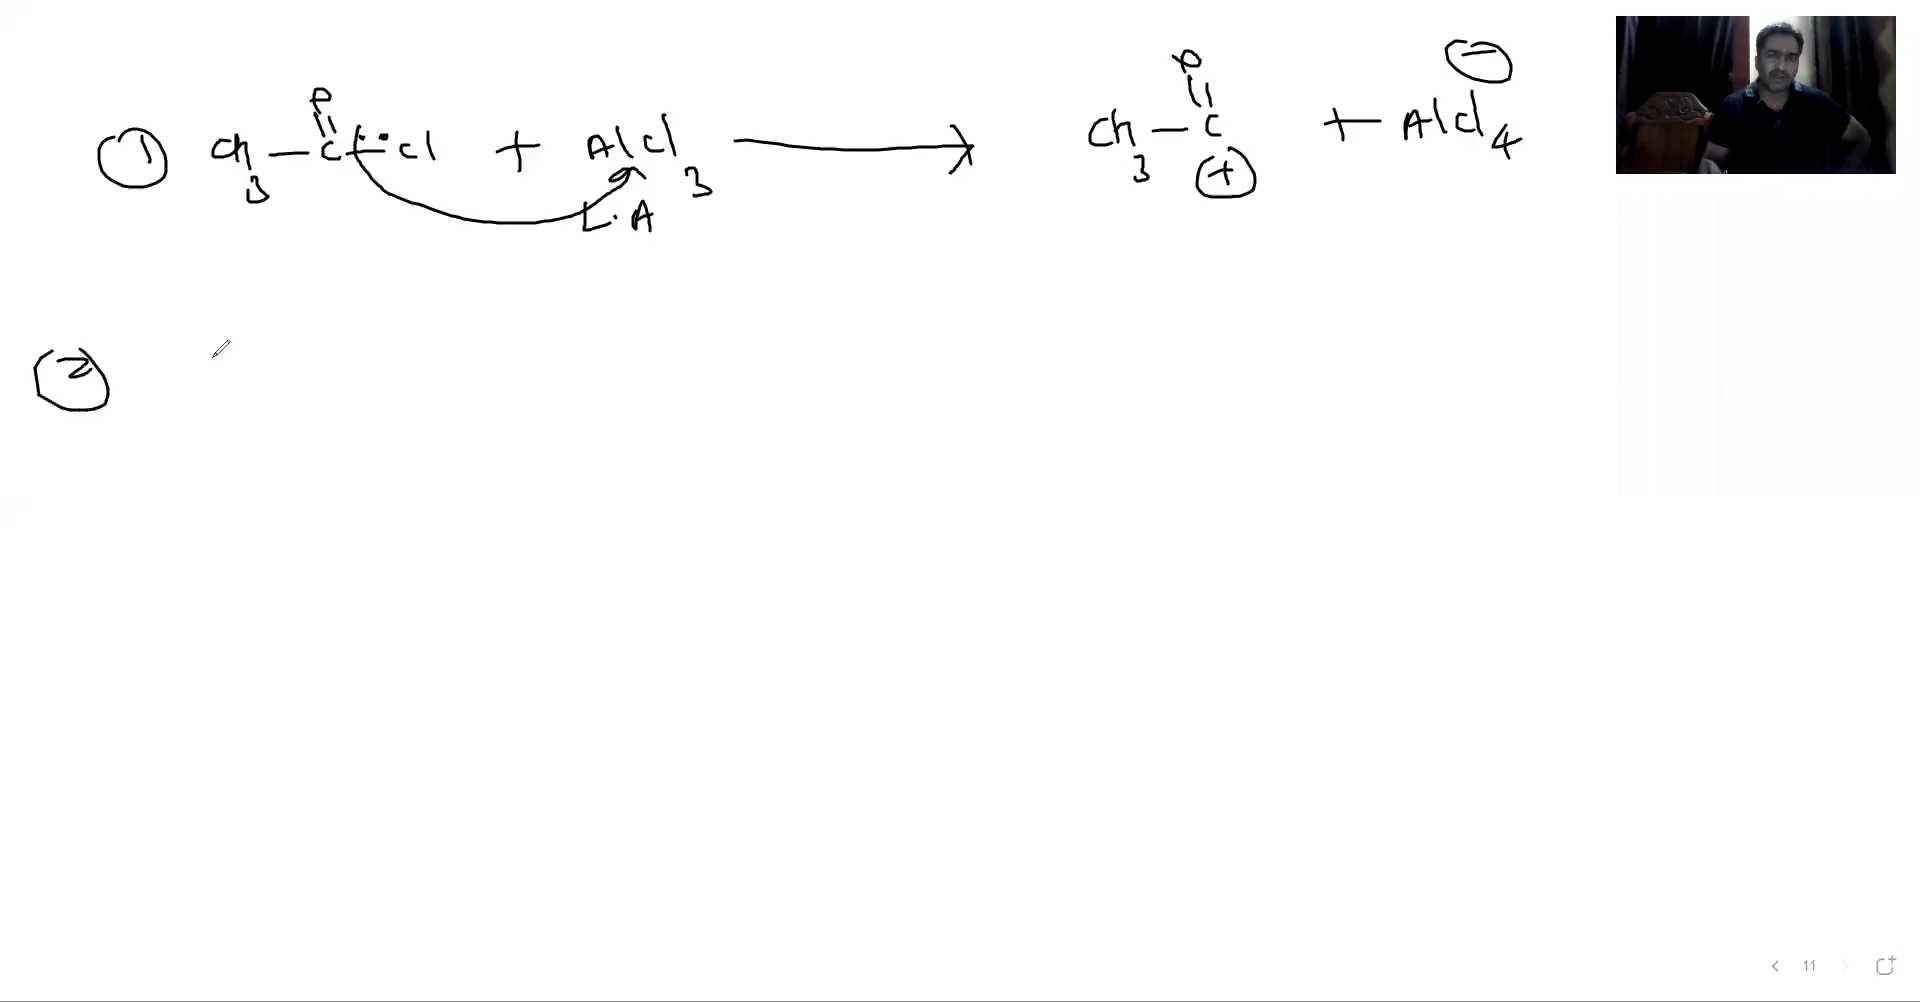 ① CH₃ — C(=O) — Cl + AlCl₃ ⟶ CH₃ — C(=O) ⊕ + AlCl₄ ⊖
L.A
②
11